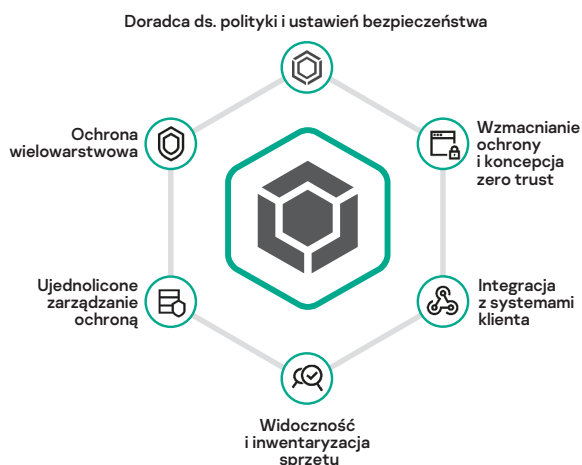 Doradca ds. polityki i ustawień bezpieczeństwa
Ochrona
wielowarstwowa
Wzmacnianie
ochrony
i koncepcja
zero trust
Ujednolicone
zarządzanie
ochroną
Integracja
z systemami
klienta
Widoczność
i inwentaryzacja
sprzętu